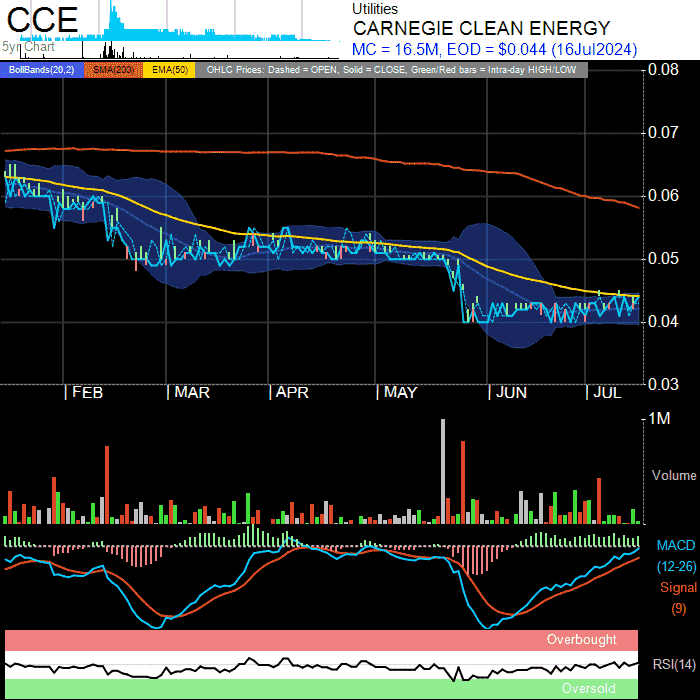 CCE
5yr Chart
Utilities
CARNEGIE CLEAN ENERGY
MC = 16.5M, EOD = $0.044 (16Jul2024)
BollBands(20,2) SMA(200) EMA(50) OHLC Prices: Dashed = OPEN, Solid = CLOSE, Green/Red bars = Intra-day HIGH/LOW
0.08
0.07
0.06
0.05
0.04
0.03
| FEB | MAR | APR | MAY | JUN | JUL
1M
Volume
MACD
(12-26)
Signal
(9)
Overbought
RSI(14)
Oversold